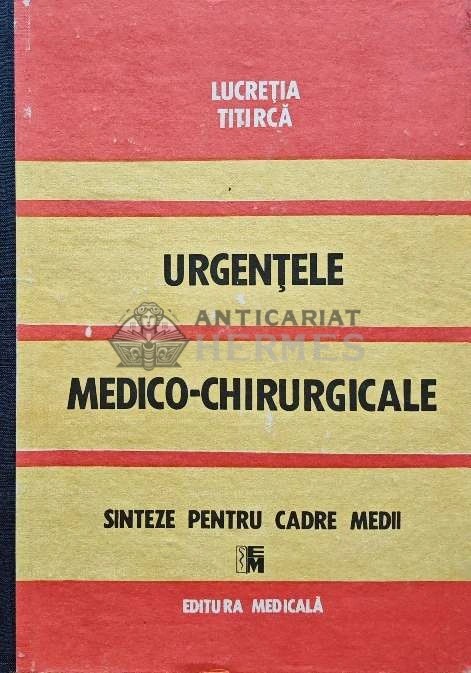 LUCREȚIA
TITIRCĂ
URGENȚELE
ANTICARIAT
HERMES
MEDICO-CHIRURGICALE
SINTEZE PENTRU CADRE MEDII
EM
EDITURA MEDICALĂ